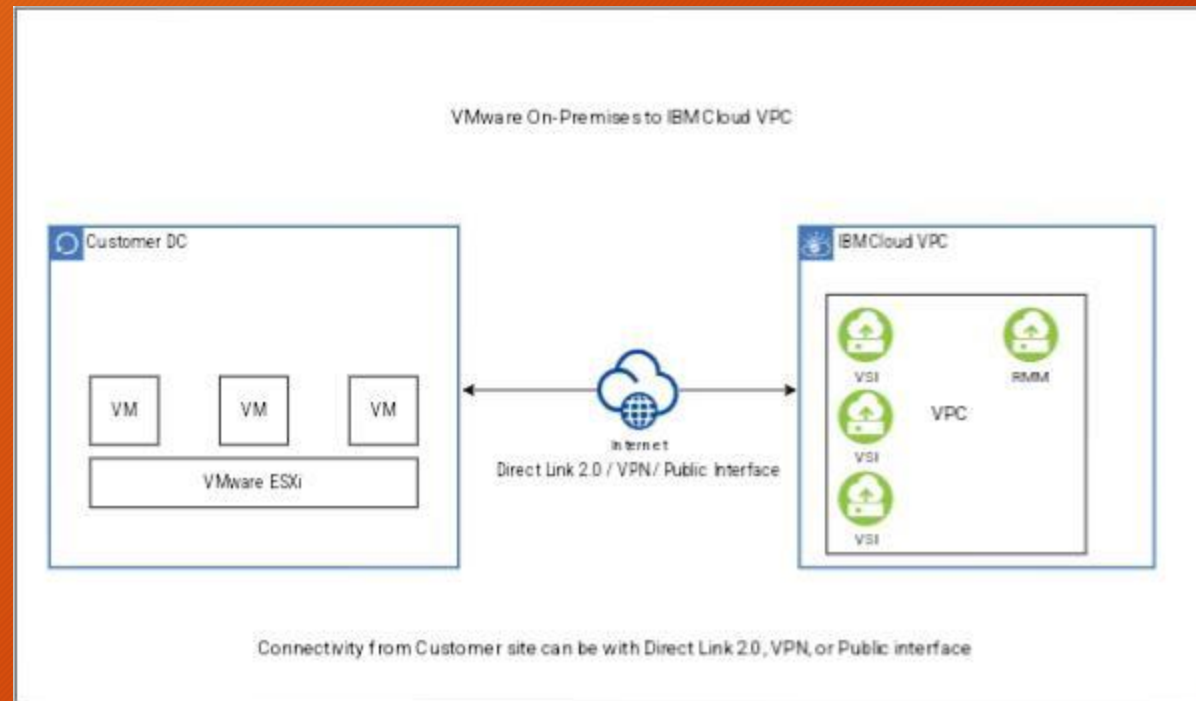 VMware On-Premises to IBM Cloud VPC
Customer DC
VM
VM
VM
VMware ESXi
Internet
Direct Link 2.0 / VPN / Public Interface
IBM Cloud VPC
VSI
RMM
VSI
VPC
VSI
Connectivity from Customer site can be with Direct Link 2.0, VPN, or Public interface